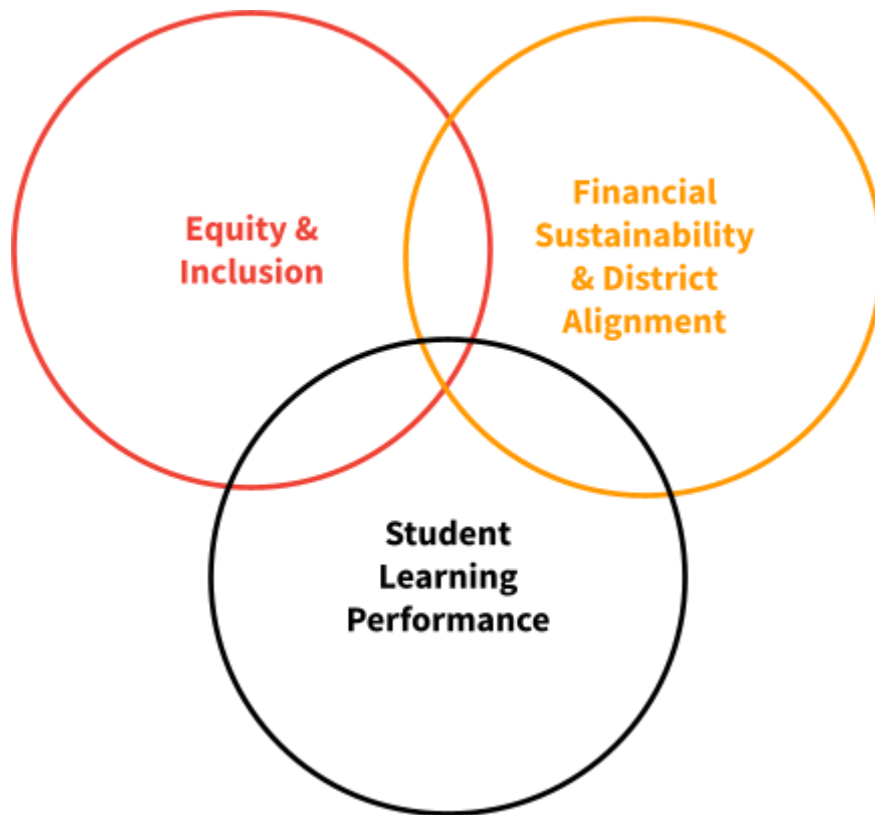 Equity &
Inclusion
Financial
Sustainability
& District
Alignment
Student
Learning
Performance